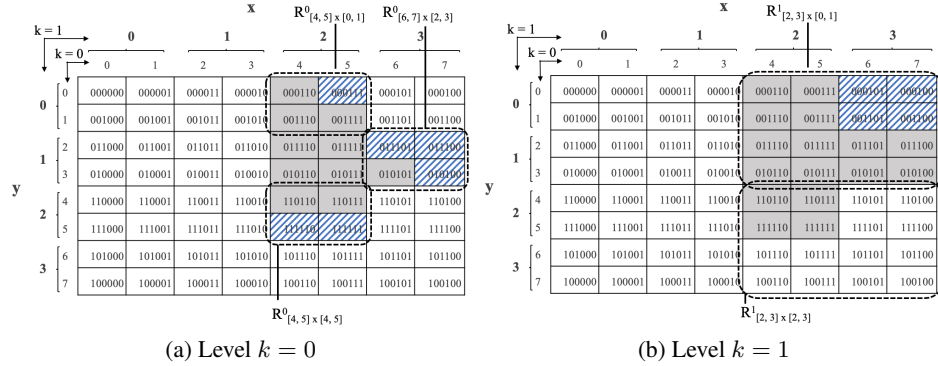 x
R⁰[4, 5] x [0, 1] R⁰[6, 7] x [2, 3]
k = 1 0 1 2 3
k=0 0 1 2 3 4 5 6 7
0 0 000000 000001 000011 000010 000110 000111 000101 000100
1 001000 001001 001011 001010 001110 001111 001101 001100
1 2 011000 011001 011011 011010 011110 011111 011101 011100
3 010000 010001 010011 010010 010110 010111 010101 010100
y
2 4 110000 110001 110011 110010 110110 110111 110101 110100
5 111000 111001 111011 111010 111110 111111 111101 111100
3 6 101000 101001 101011 101010 101110 101111 101101 101100
7 100000 100001 100011 100010 100110 100111 100101 100100
R⁰[4, 5] x [4, 5]
(a) Level k = 0
x
R¹[2, 3] x [0, 1]
k = 1 0 1 2 3
k=0 0 1 2 3 4 5 6 7
0 0 000000 000001 000011 000010 000110 000111 000101 000100
1 001000 001001 001011 001010 001110 001111 001101 001100
1 2 011000 011001 011011 011010 011110 011111 011101 011100
3 010000 010001 010011 010010 010110 010111 010101 010100
y
2 4 110000 110001 110011 110010 110110 110111 110101 110100
5 111000 111001 111011 111010 111110 111111 111101 111100
3 6 101000 101001 101011 101010 101110 101111 101101 101100
7 100000 100001 100011 100010 100110 100111 100101 100100
R¹[2, 3] x [2, 3]
(b) Level k = 1